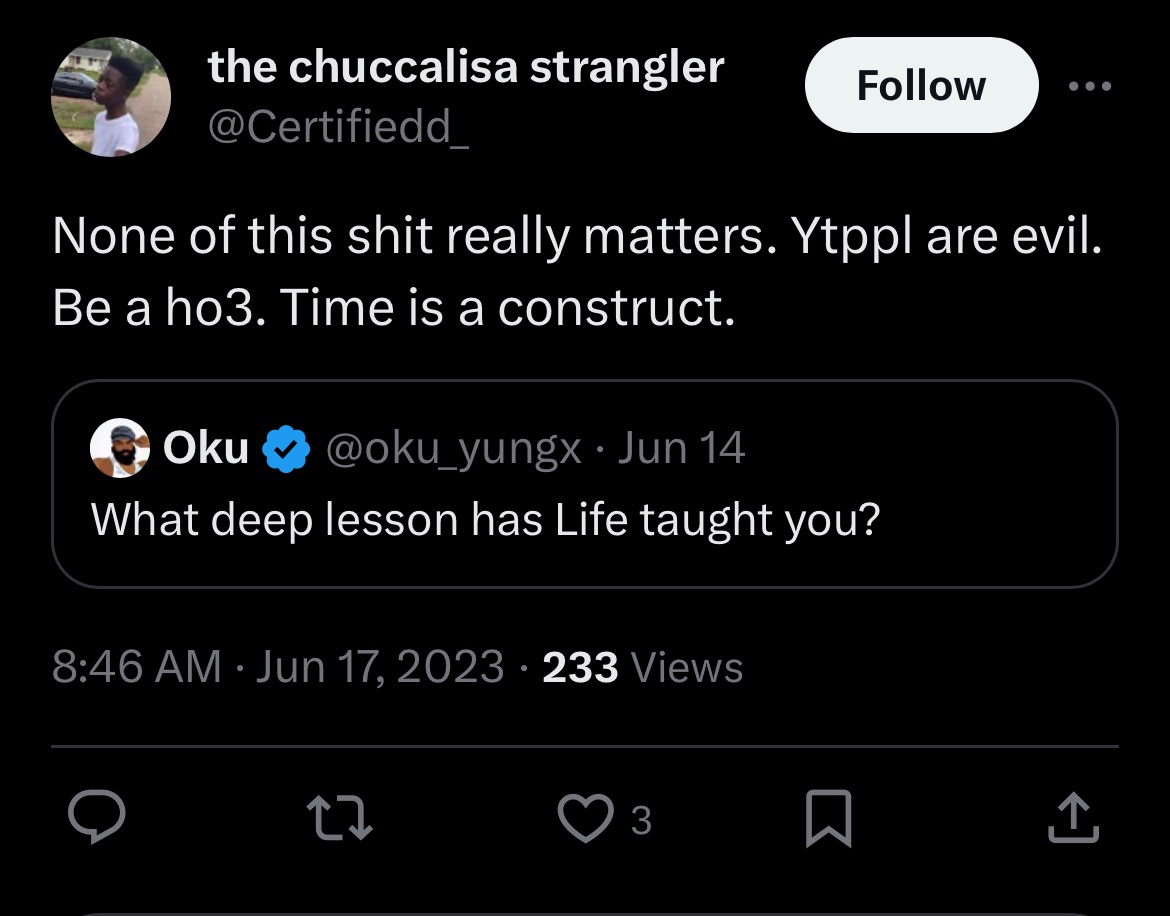 the chuccalisa strangler
@Certifiedd_
Follow
None of this shit really matters. Ytppl are evil.
Be a ho3. Time is a construct.
Oku @oku_yungx · Jun 14
What deep lesson has Life taught you?
8:46 AM · Jun 17, 2023 · 233 Views
3